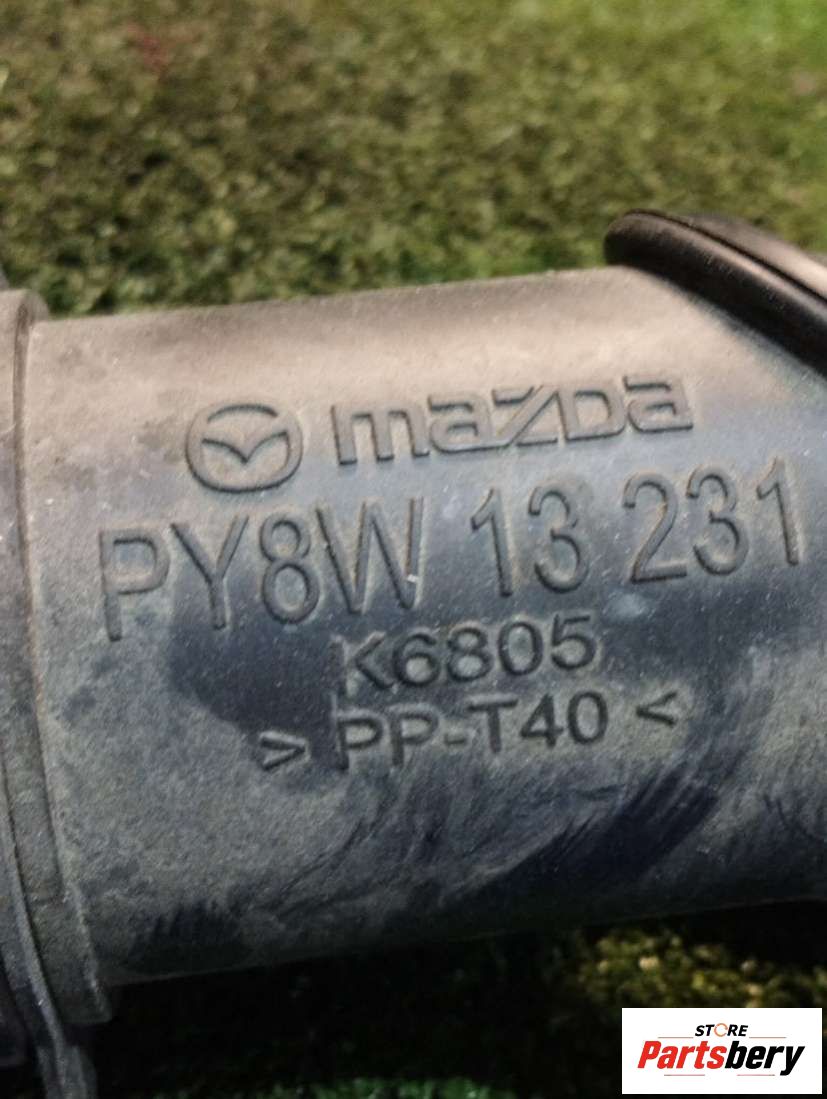 mazda
PY8W 13 231
K6805
> PP-T40 <
STORE
Partsbery